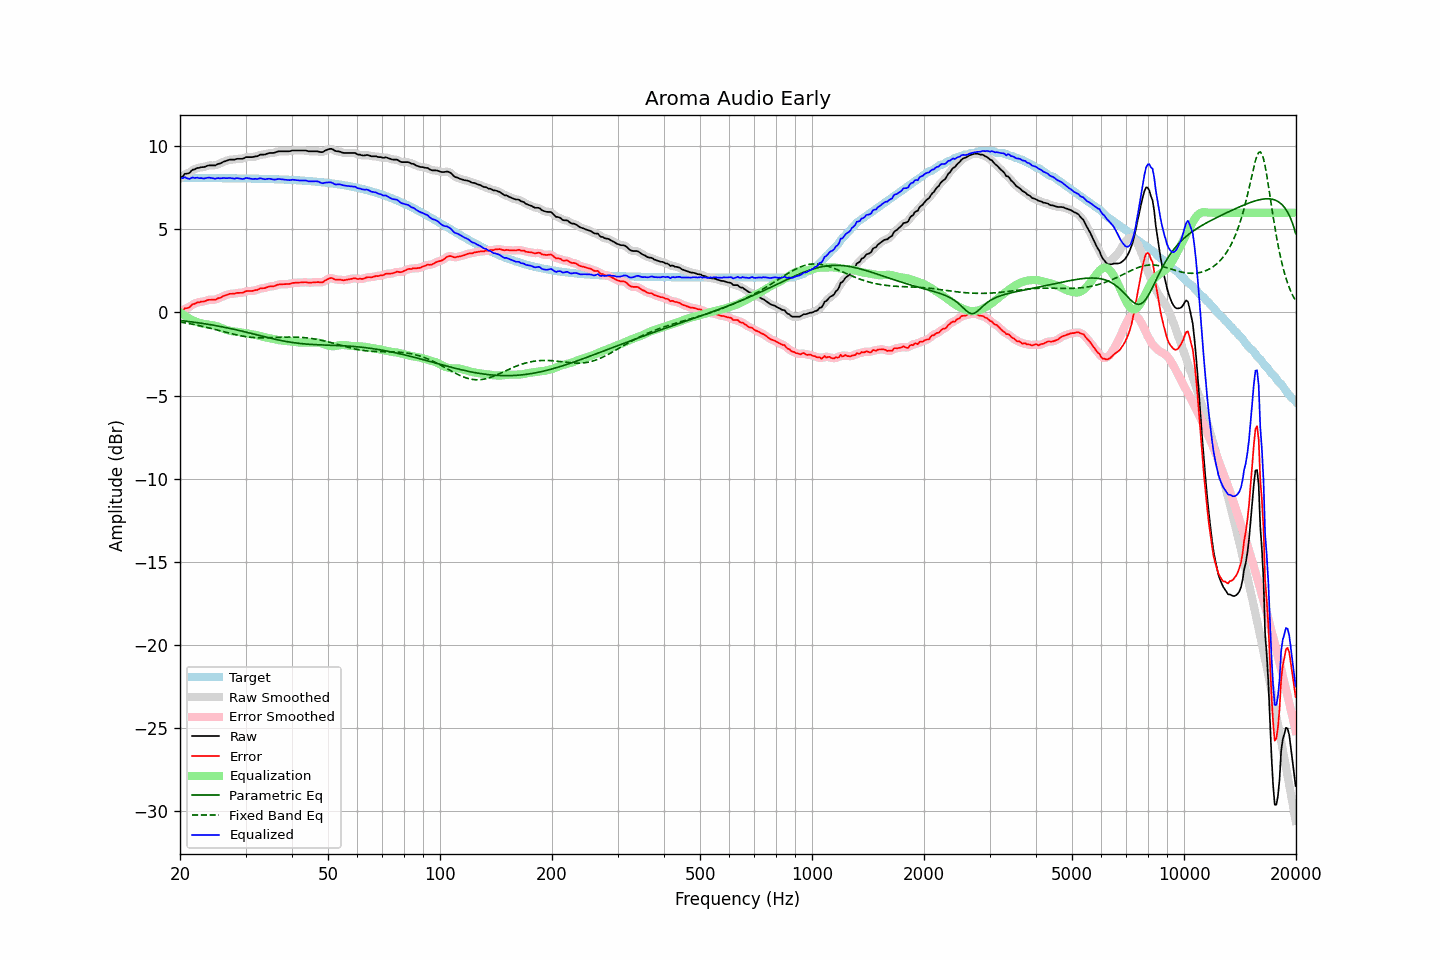 Aroma Audio Early
Amplitude (dBr)
10
5
0
−5
−10
−15
−20
−25
−30
Target
Raw Smoothed
Error Smoothed
Raw
Error
Equalization
Parametric Eq
Fixed Band Eq
Equalized
20 50 100 200 500 1000 2000 5000 10000 20000
Frequency (Hz)